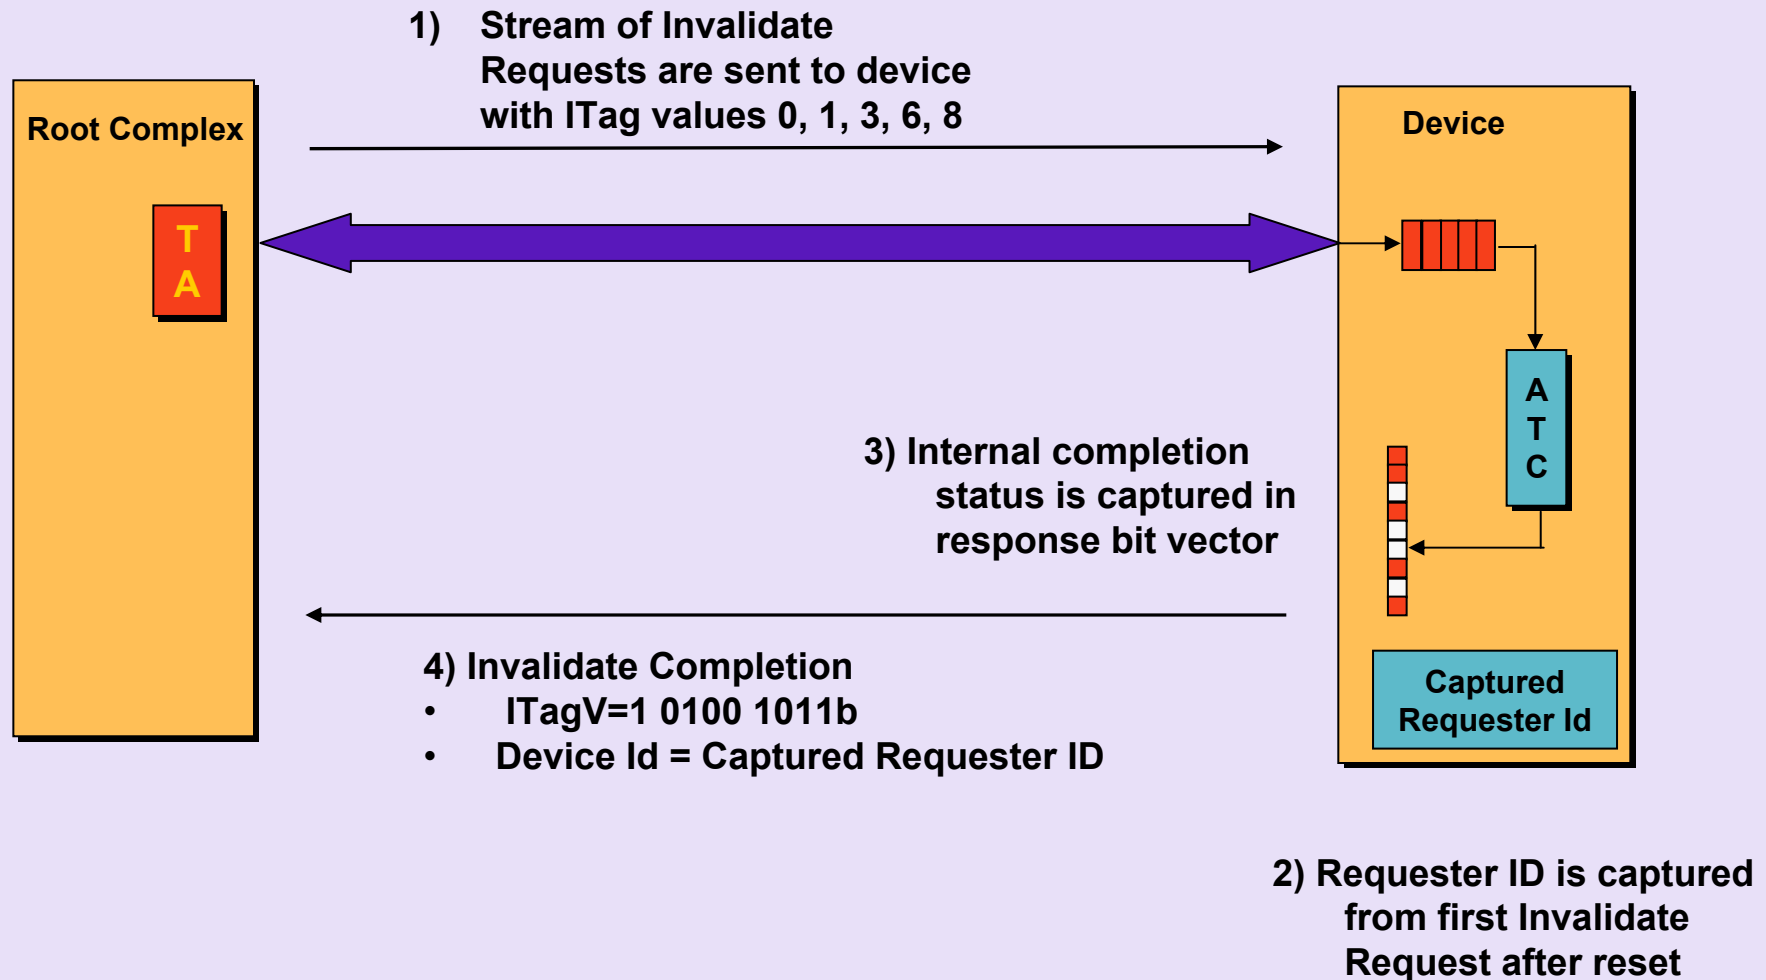 1) Stream of Invalidate
Requests are sent to device
with ITag values 0, 1, 3, 6, 8
Root Complex
Device
T
A
A
T
C
3) Internal completion
status is captured in
response bit vector
4) Invalidate Completion
• ITagV=1 0100 1011b
• Device Id = Captured Requester ID
Captured
Requester Id
2) Requester ID is captured
from first Invalidate
Request after reset